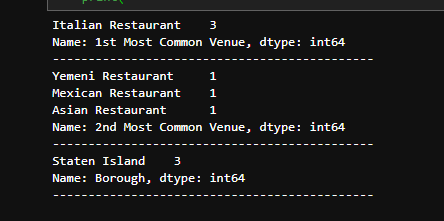 print(
Italian Restaurant    3
Name: 1st Most Common Venue, dtype: int64
---------------------------------------------
Yemeni Restaurant     1
Mexican Restaurant    1
Asian Restaurant      1
Name: 2nd Most Common Venue, dtype: int64
---------------------------------------------
Staten Island    3
Name: Borough, dtype: int64
---------------------------------------------